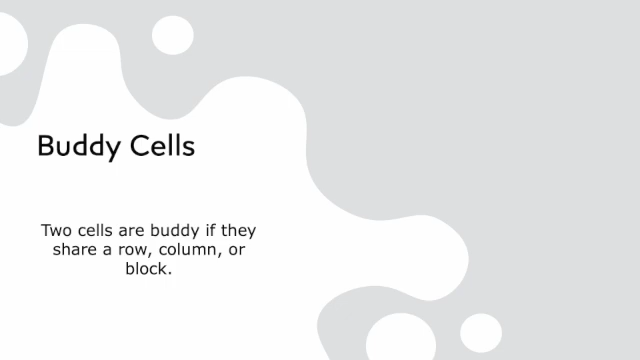 Buddy Cells
Two cells are buddy if they
share a row, column, or
block.